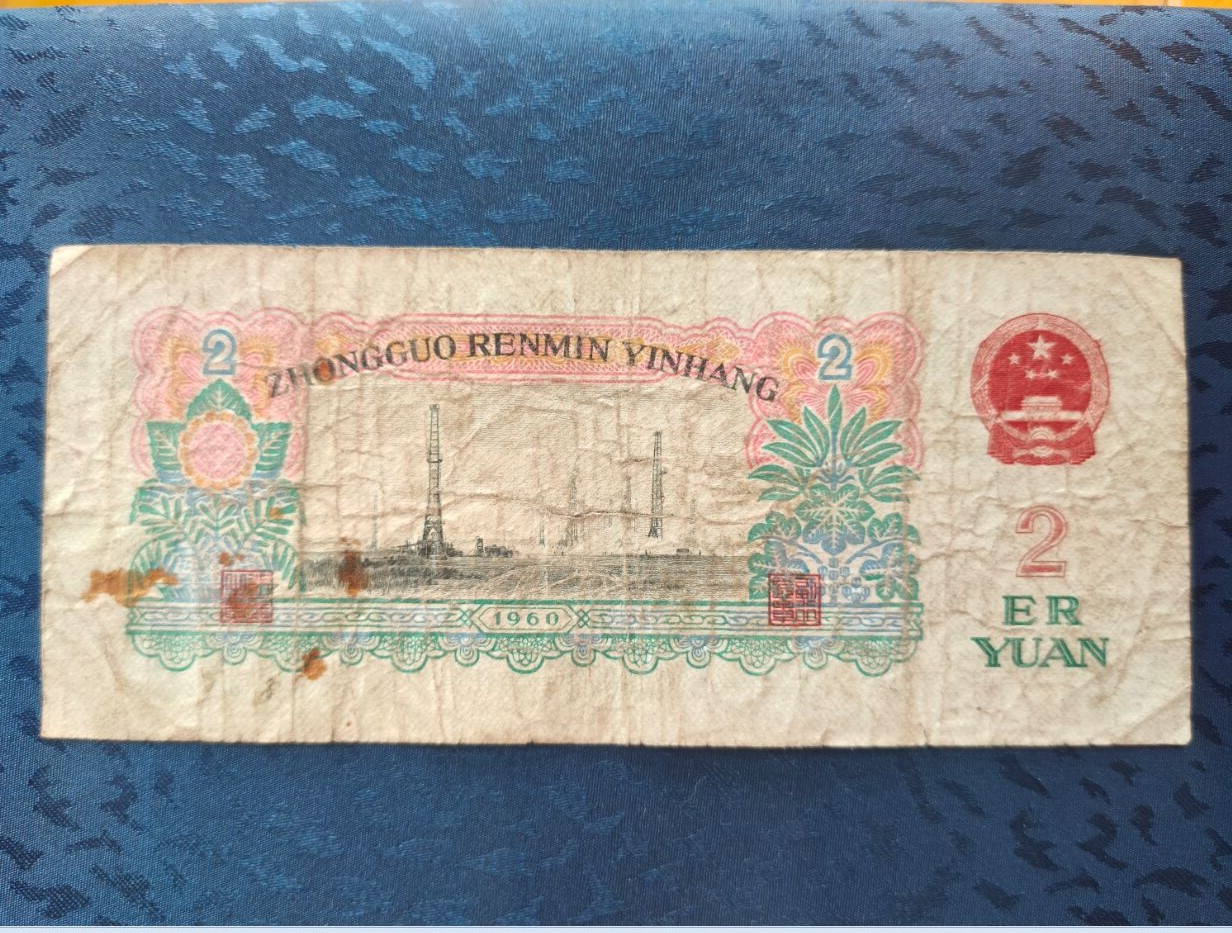 2
ZHONGGUO RENMIN YINHANG
2
2
ER
YUAN
1960